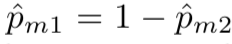 p̂ₘ₁ = 1 − p̂ₘ₂